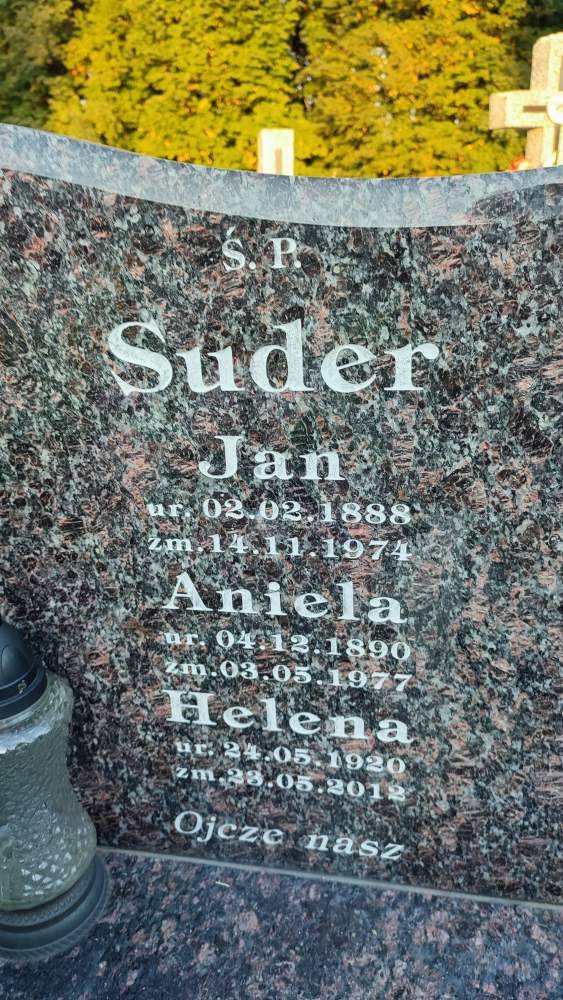 Ś. P.
Suder
Jan
ur. 02.02.1888
zm.14.11.1974
Aniela
ur. 04.12.1890
zm.03.05.1977
Helena
ur. 24.05.1920
zm.23.05.2012
Ojcze nasz